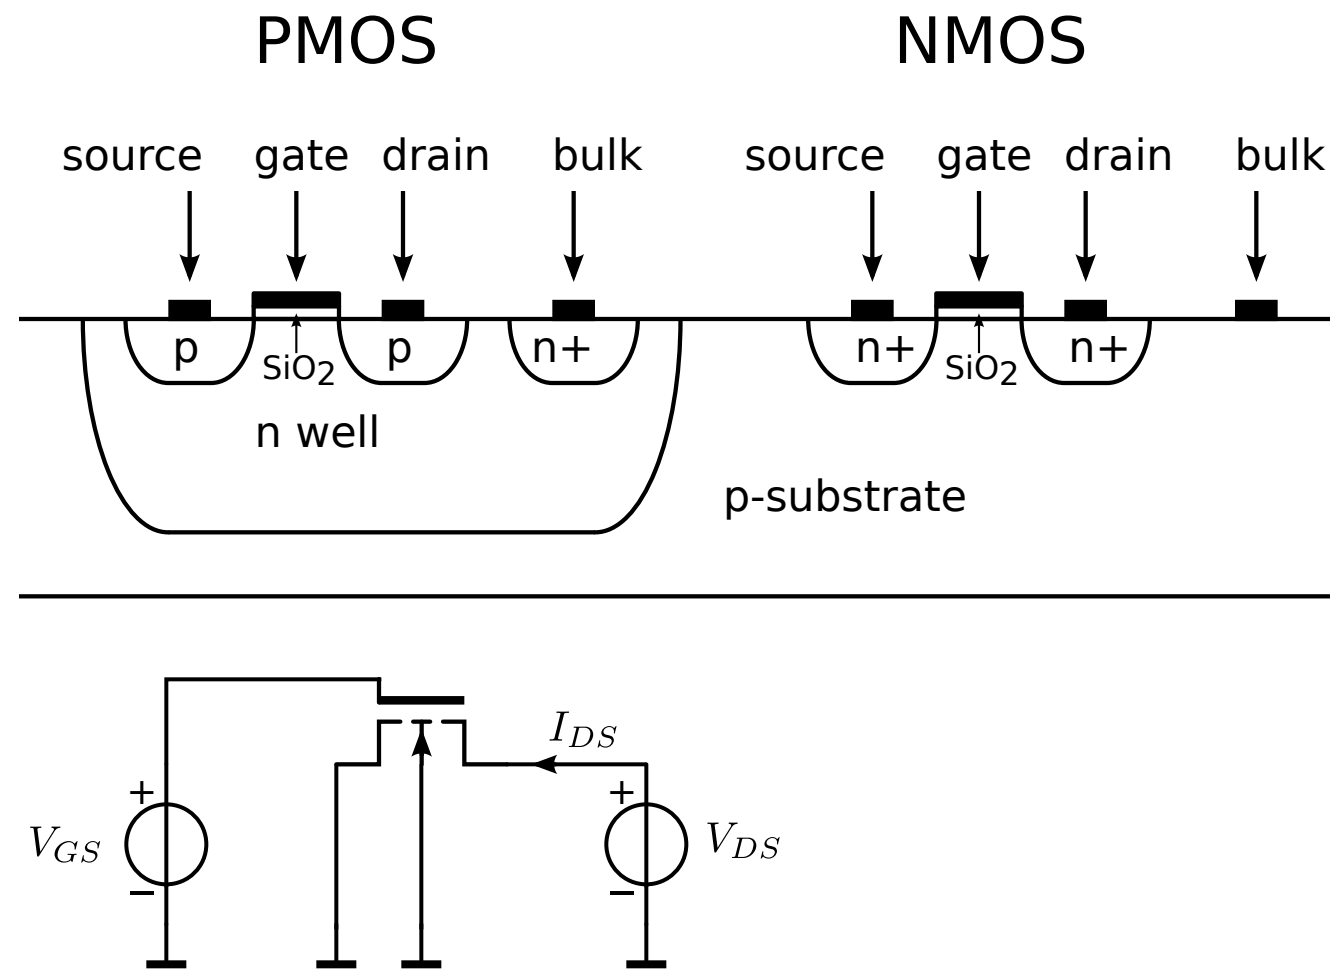 PMOS NMOS
source gate drain bulk source gate drain bulk
p SiO2 p n+ n+ SiO2 n+
n well
p-substrate
I_DS
+ +
V_GS V_DS
− −